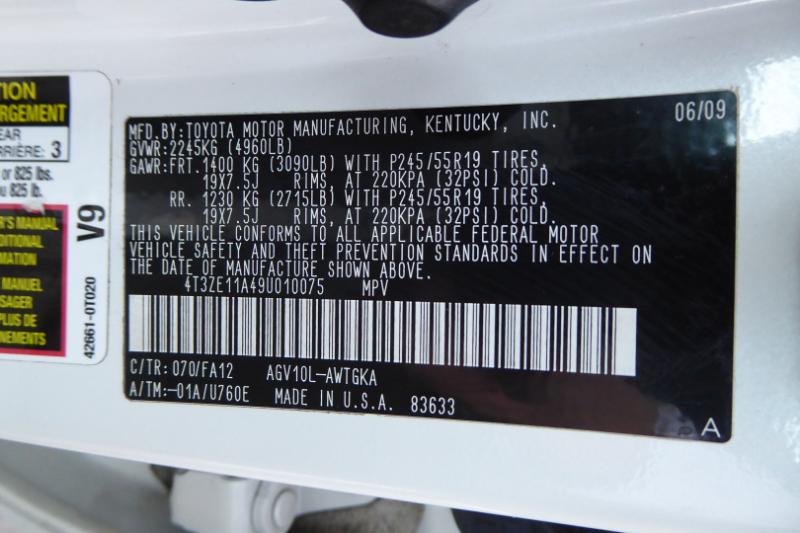 TION
RGEMENT
EAR
ARRIÈRE: 3
or 825 lbs.
ou 825 lb.
R'S MANUAL
DDITIONAL
MATION
MANUEL
SAGER
PLUS DE
NEMENTS
V9
42661-0T020
06/09
MFD.BY:TOYOTA MOTOR MANUFACTURING, KENTUCKY, INC.
GVWR:2245KG (4960LB)
GAWR:FRT.1400 KG (3090LB) WITH P245/55R19 TIRES,
19X7.5J RIMS, AT 220KPA (32PSI) COLD.
RR. 1230 KG (2715LB) WITH P245/55R19 TIRES,
19X7.5J RIMS, AT 220KPA (32PSI) COLD.
THIS VEHICLE CONFORMS TO ALL APPLICABLE FEDERAL MOTOR
VEHICLE SAFETY AND THEFT PREVENTION STANDARDS IN EFFECT ON
THE DATE OF MANUFACTURE SHOWN ABOVE.
4T3ZE11A49U010075 MPV
C/TR: 070/FA12 AGV10L-AWTGKA
A/TM:-01A/U760E MADE IN U.S.A. 83633
A